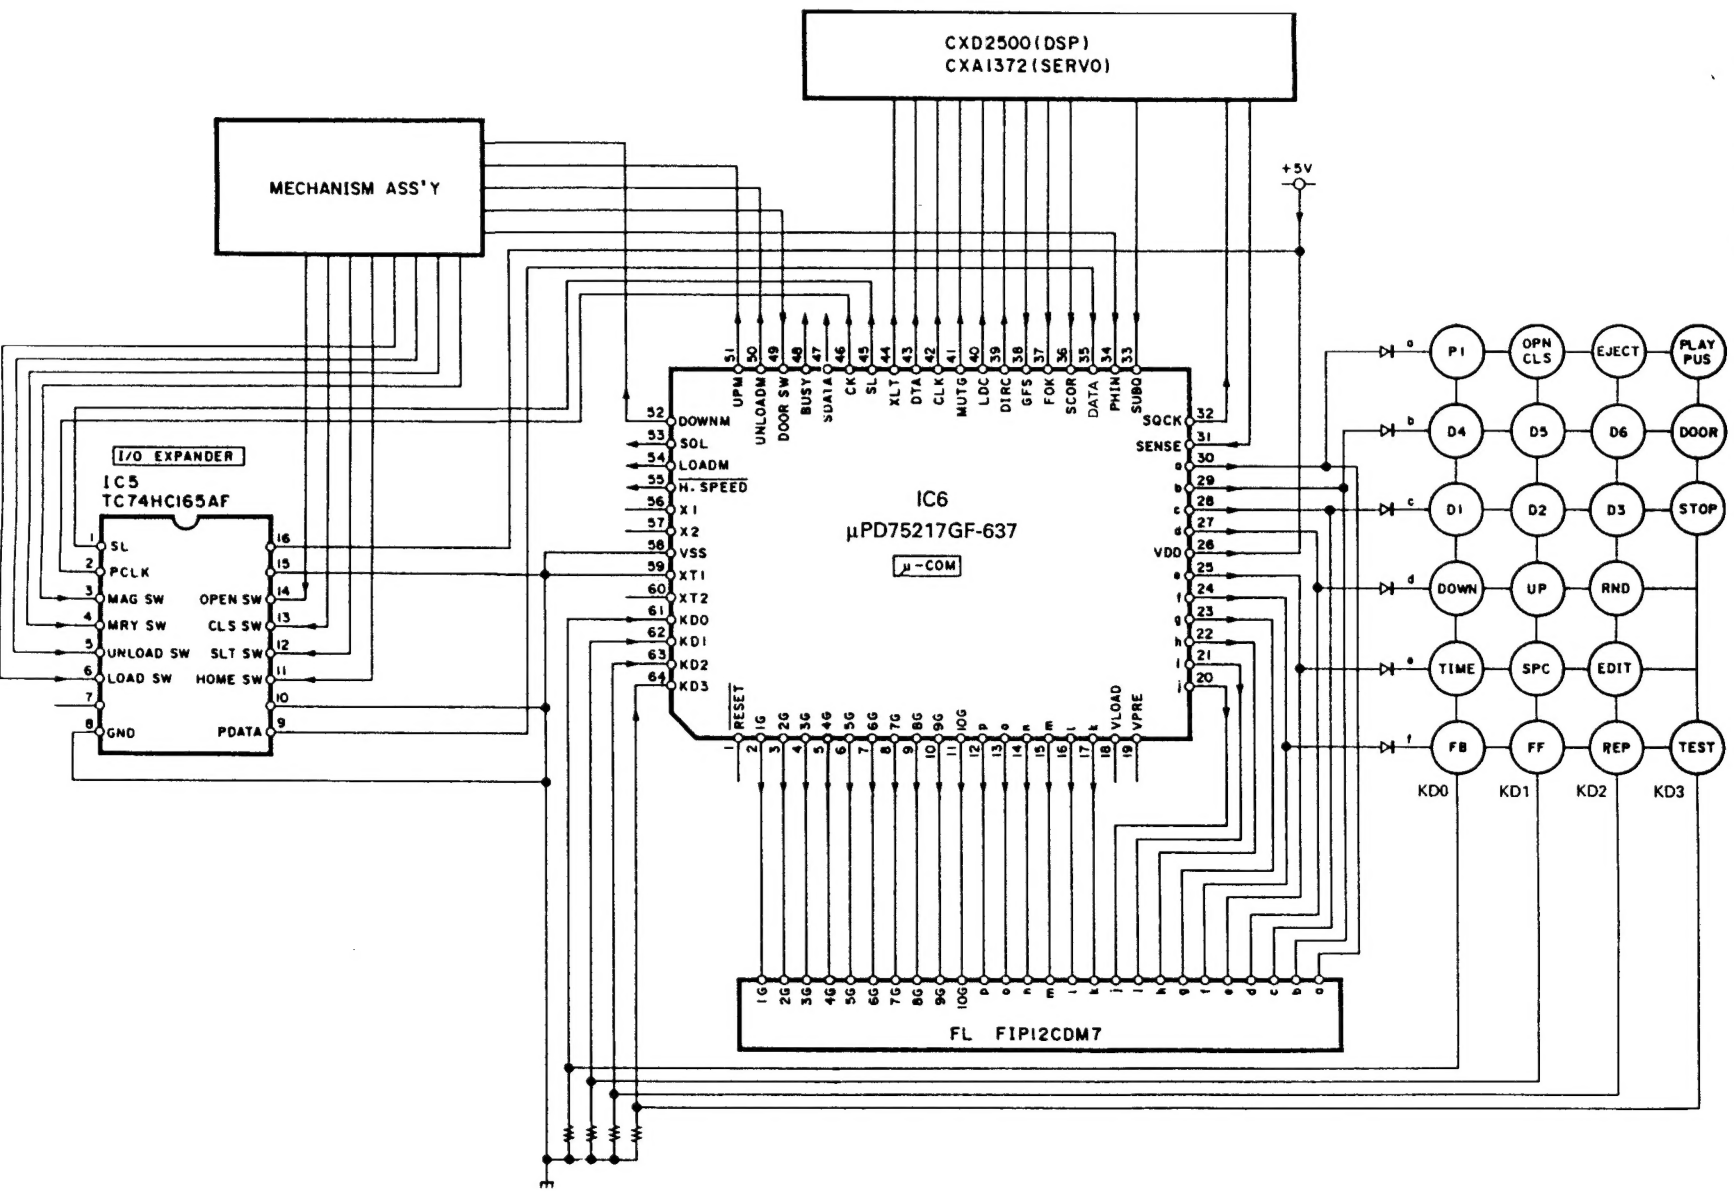 CXD2500(DSP)
CXA1372(SERVO)
MECHANISM ASS'Y
+5V
I/O EXPANDER
IC5
TC74HC165AF
1 SL
2 PCLK
3 MAG SW
4 MRY SW
5 UNLOAD SW
6 LOAD SW
7
8 GND
16
15
14 OPEN SW
13 CLS SW
12 SLT SW
11 HOME SW
10
9 PDATA
51 50 49 48 47 46 45 44 43 42 41 40 39 38 37 36 35 34 33
UPM UNLOADM DOOR SW BUSY SDATA CK SL XLT DTA CLK MUTG LDC DIRC GFS FOK SCOR DATA PHIN SUBQ
52 DOWNM
53 SOL
54 LOADM
55 H. SPEED
56 X1
57 X2
58 VSS
59 XT1
60 XT2
61 KD0
62 KD1
63 KD2
64 KD3
IC6
μPD75217GF-637
μ-COM
SQCK 32
SENSE 31
a 30
b 29
c 28
d 27
VDD 26
e 25
f 24
g 23
h 22
i 21
j 20
RESET 1G 2G 3G 4G 5G 6G 7G 8G 9G 10G p o n m l k VLOAD VPRE
1 2 3 4 5 6 7 8 9 10 11 12 13 14 15 16 17 18 19
a P1 OPN CLS EJECT PLAY PUS
b D4 D5 D6 DOOR
c D1 D2 D3 STOP
d DOWN UP RND
e TIME SPC EDIT
f FB FF REP TEST
KD0 KD1 KD2 KD3
1G 2G 3G 4G 5G 6G 7G 8G 9G 10G p o n m l k j i h g f e d c b a
FL FIP12CDM7